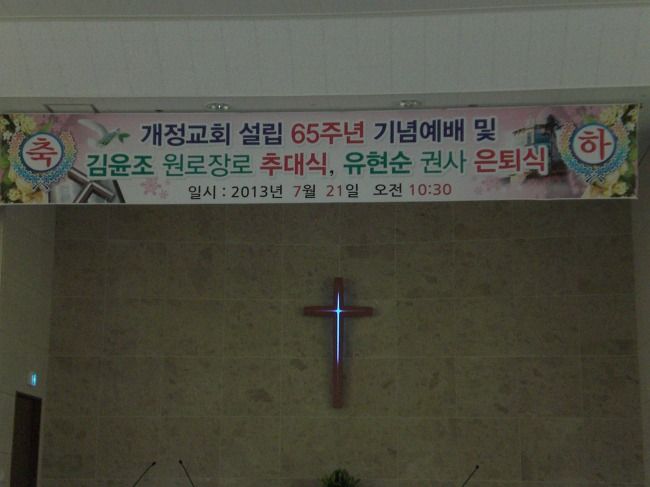 축 하
개정교회 설립 65주년 기념예배 및
김윤조 원로장로 추대식, 유현순 권사 은퇴식
일시 : 2013년 7월 21일 오전 10:30